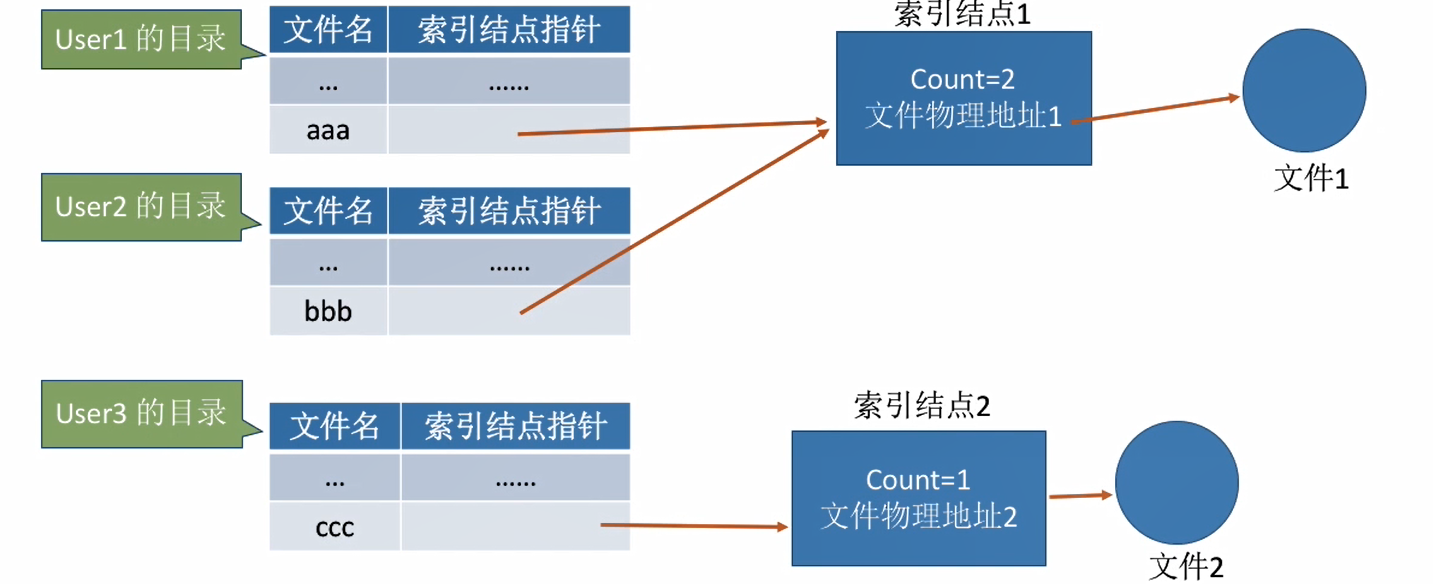 User1 的目录
文件名 索引结点指针
... ......
aaa
User2 的目录
文件名 索引结点指针
... ......
bbb
User3 的目录
文件名 索引结点指针
... ......
ccc
索引结点1
Count=2
文件物理地址1
文件1
索引结点2
Count=1
文件物理地址2
文件2